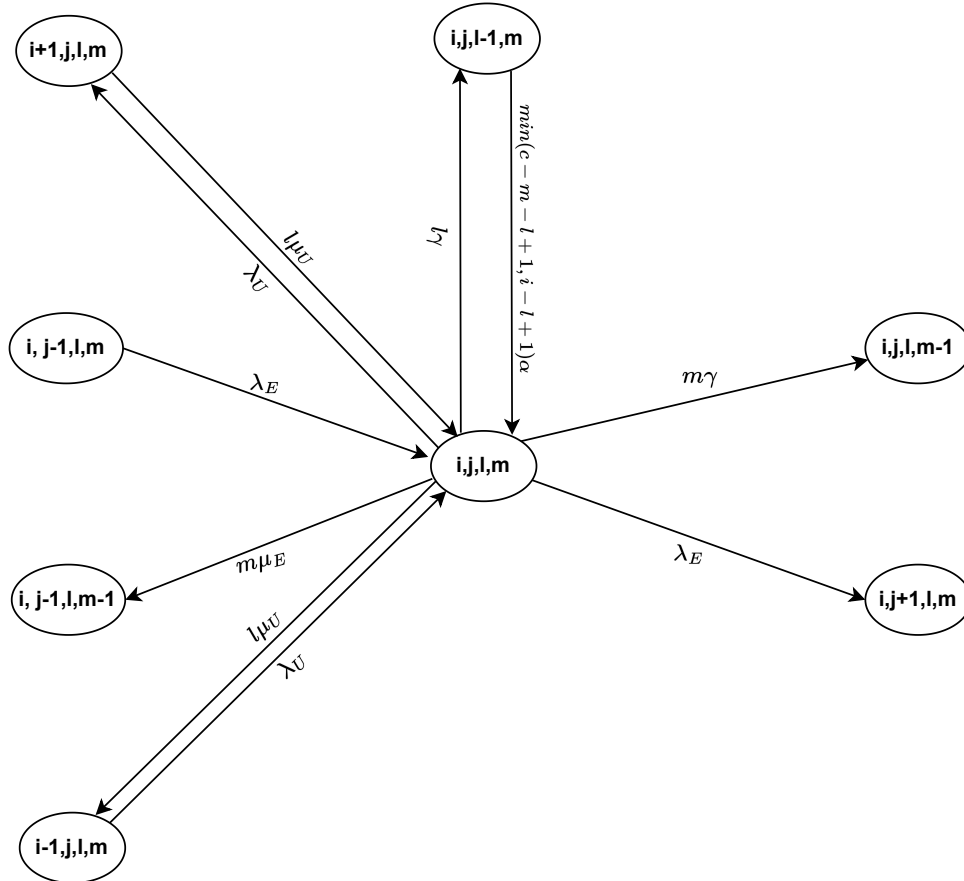 i+1,j,l,m
i,j,l-1,m
min(c − m − l + 1, i − l + 1)α
lμ_U
λ_U
lγ
i, j-1,l,m
i,j,l,m-1
λ_E
mγ
i,j,l,m
mμ_E
λ_E
i, j-1,l,m-1
i,j+1,l,m
lμ_U
λ_U
i-1,j,l,m